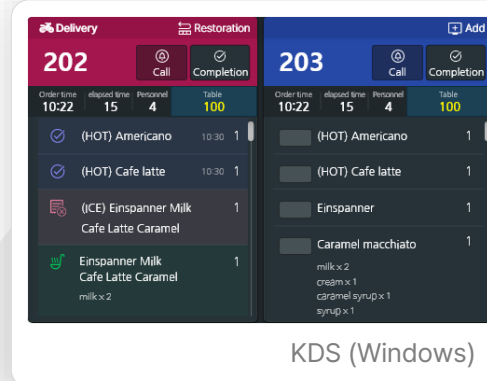 Delivery
Restoration
202
Call
Completion
Order time
elapsed time
Personnel
Table
10:22
15
4
100
(HOT) Americano
10:30
1
(HOT) Cafe latte
10:30
1
(ICE) Einspanner Milk
1
Cafe Latte Caramel
Einspanner Milk
1
Cafe Latte Caramel
milk x 2
Add
203
Call
Completion
Order time
elapsed time
Personnel
Table
10:22
15
4
100
(HOT) Americano
1
(HOT) Cafe latte
1
Einspanner
1
Caramel macchiato
1
milk x 2
cream x 1
caramel syrup x 1
syrup x 1
KDS (Windows)